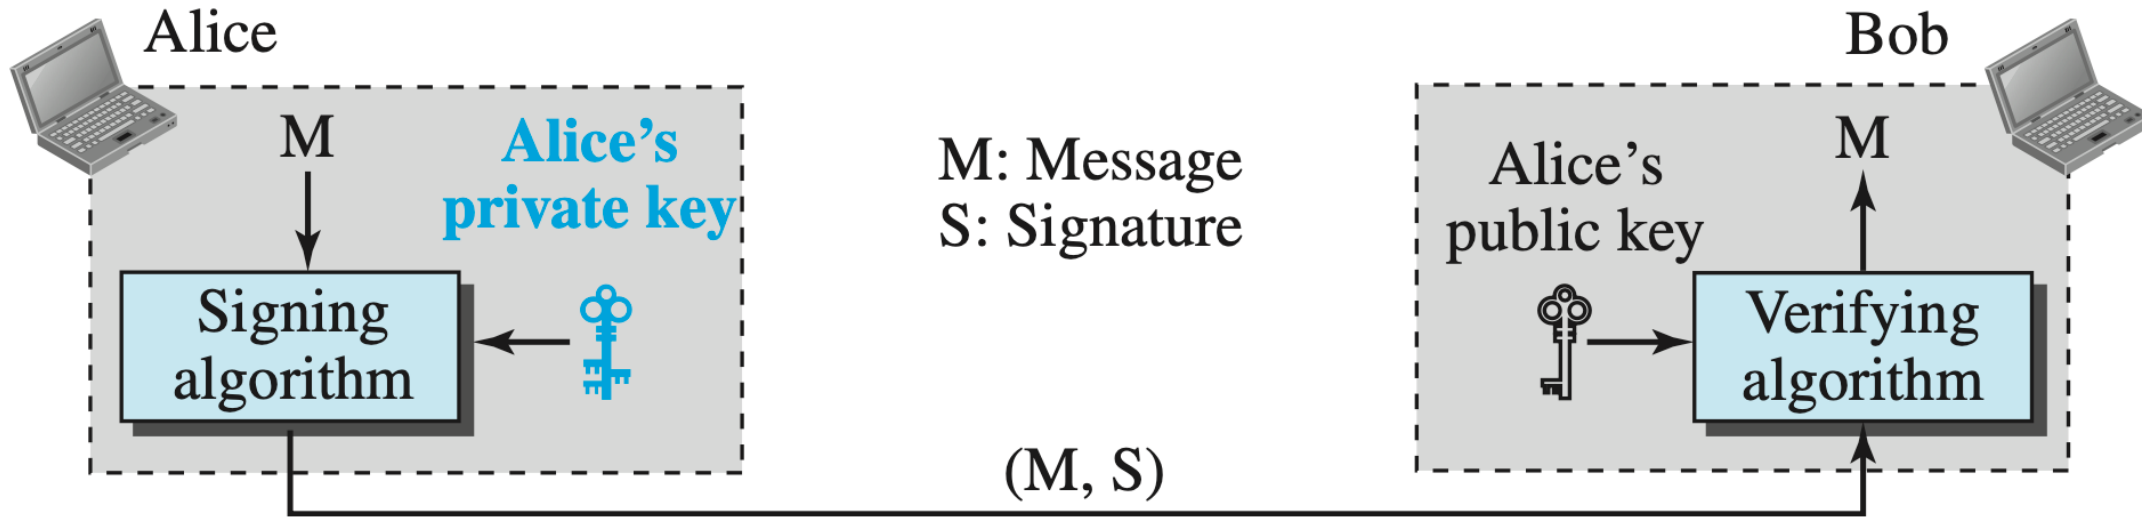 Alice
M
Alice’s
private key
Signing
algorithm
M: Message
S: Signature
(M, S)
Bob
M
Alice’s
public key
Verifying
algorithm